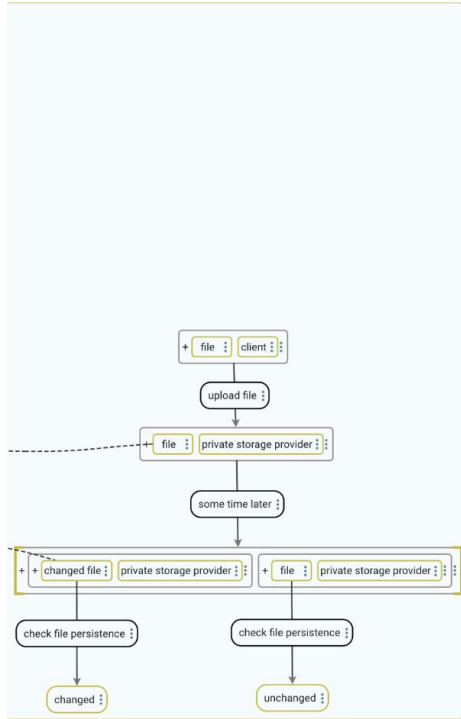 + file client
upload file
+ file private storage provider
some time later
+ + changed file private storage provider + file private storage provider
check file persistence check file persistence
changed unchanged